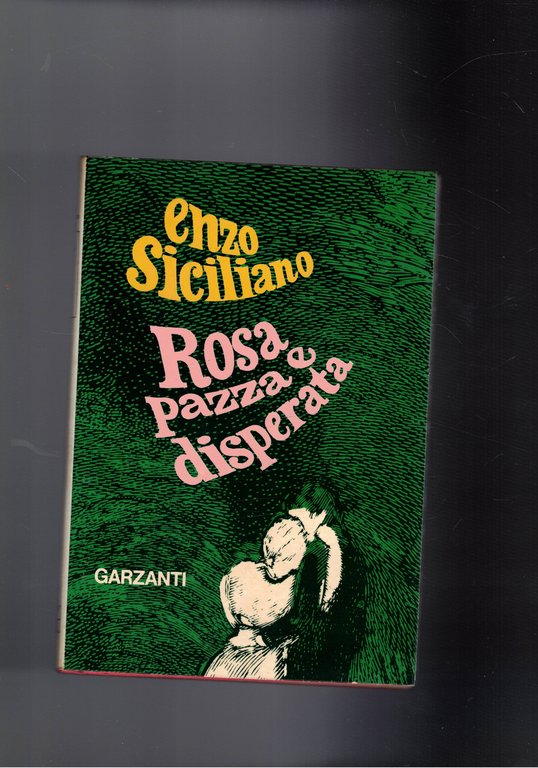 enzo
Siciliano
Rosa
pazza e
disperata
GARZANTI